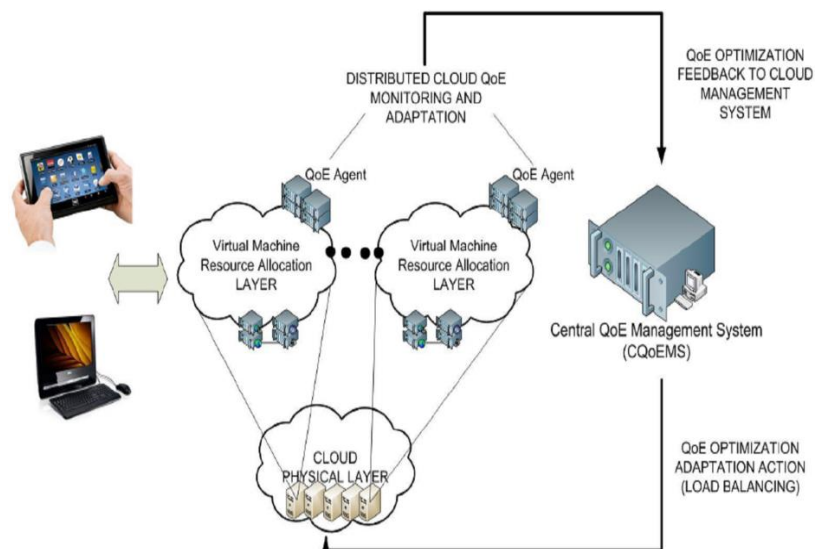 DISTRIBUTED CLOUD QoE
MONITORING AND
ADAPTATION
QoE OPTIMIZATION
FEEDBACK TO CLOUD
MANAGEMENT
SYSTEM
QoE Agent
QoE Agent
Virtual Machine
Resource Allocation
LAYER
Virtual Machine
Resource Allocation
LAYER
Central QoE Management System
(CQoEMS)
CLOUD
PHYSICAL LAYER
QoE OPTIMIZATION
ADAPTATION ACTION
(LOAD BALANCING)